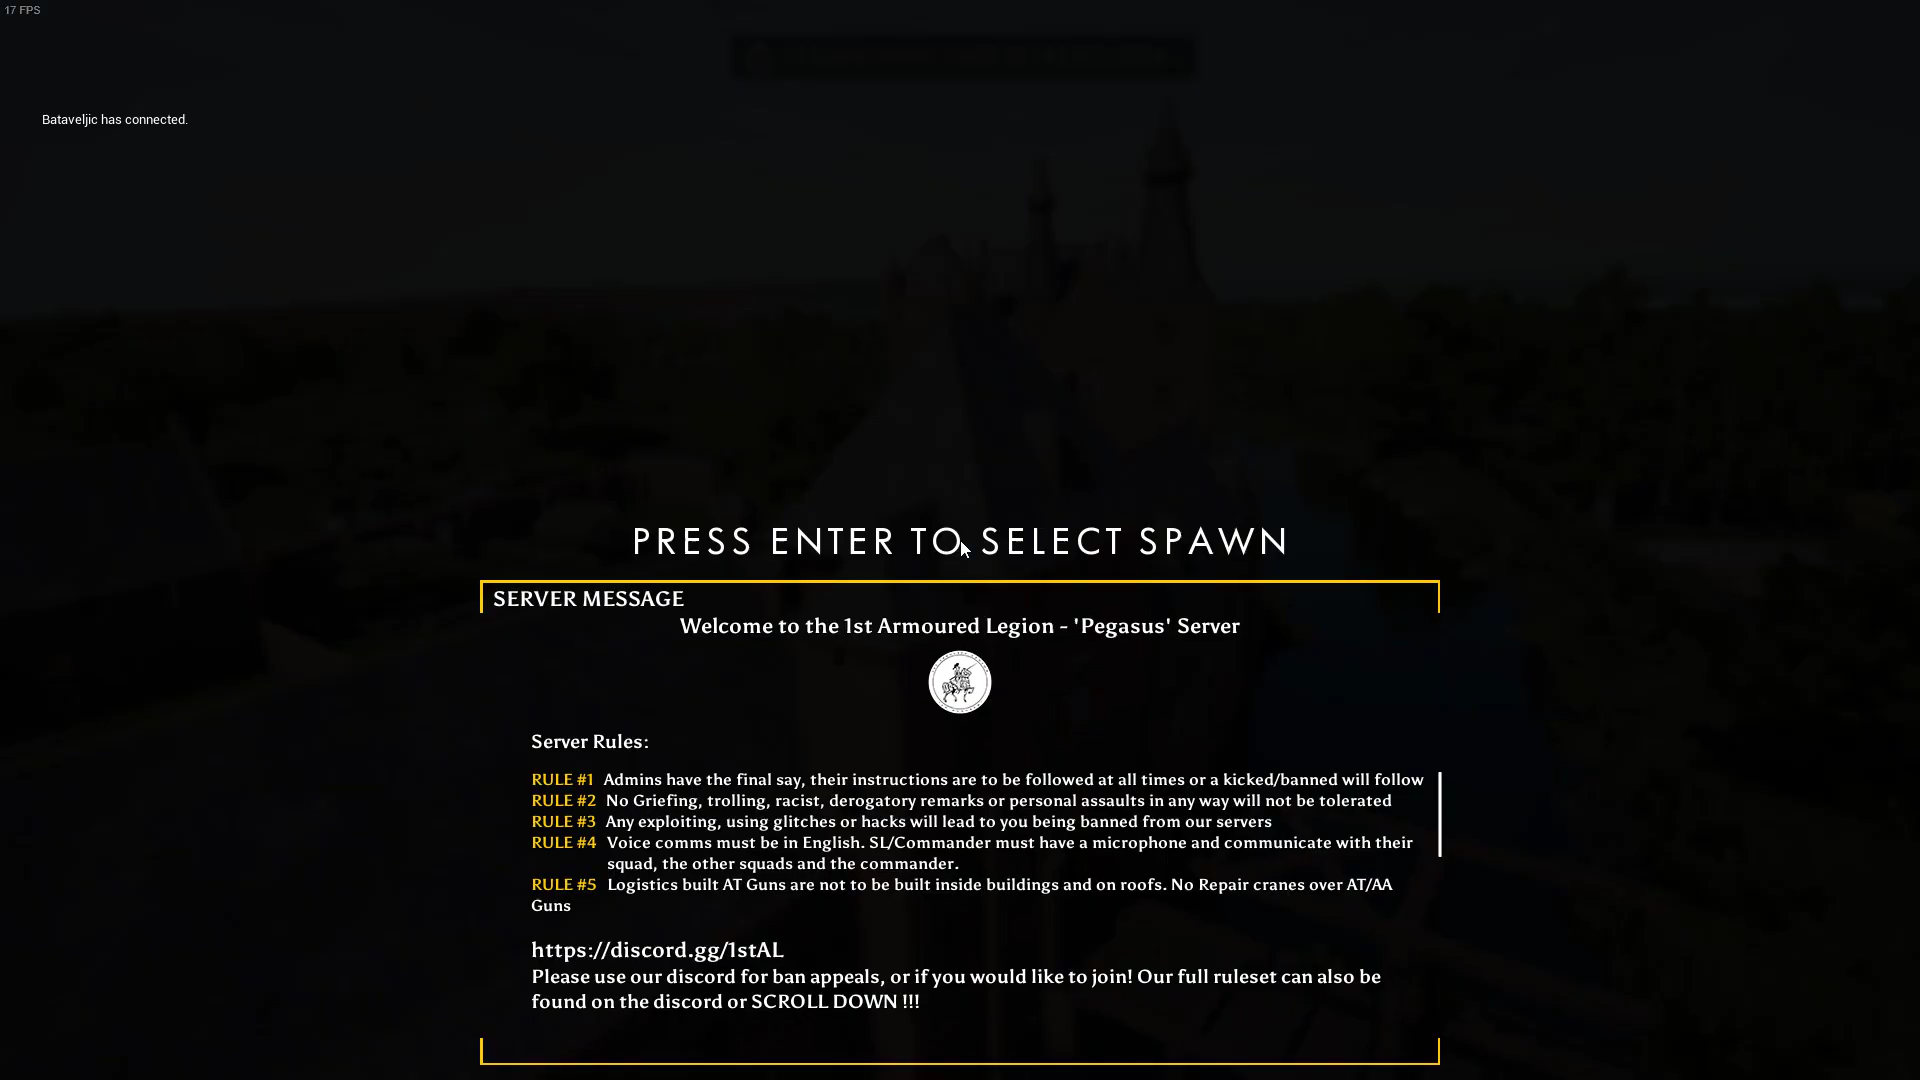 17 FPS
Bataveljic has connected.
PRESS ENTER TO SELECT SPAWN
SERVER MESSAGE
Welcome to the 1st Armoured Legion - 'Pegasus' Server
Server Rules:
RULE #1 Admins have the final say, their instructions are to be followed at all times or a kicked/banned will follow
RULE #2 No Griefing, trolling, racist, derogatory remarks or personal assaults in any way will not be tolerated
RULE #3 Any exploiting, using glitches or hacks will lead to you being banned from our servers
RULE #4 Voice comms must be in English. SL/Commander must have a microphone and communicate with their
squad, the other squads and the commander.
RULE #5 Logistics built AT Guns are not to be built inside buildings and on roofs. No Repair cranes over AT/AA
Guns
https://discord.gg/1stAL
Please use our discord for ban appeals, or if you would like to join! Our full ruleset can also be
found on the discord or SCROLL DOWN !!!